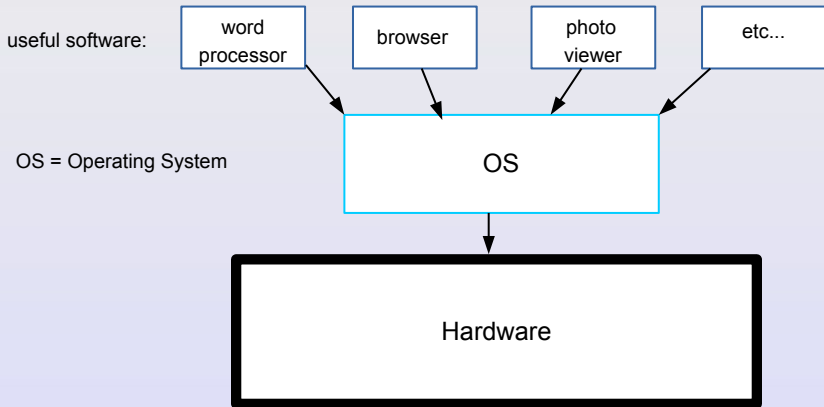 useful software:
word
processor
browser
photo
viewer
etc...
OS = Operating System
OS
Hardware